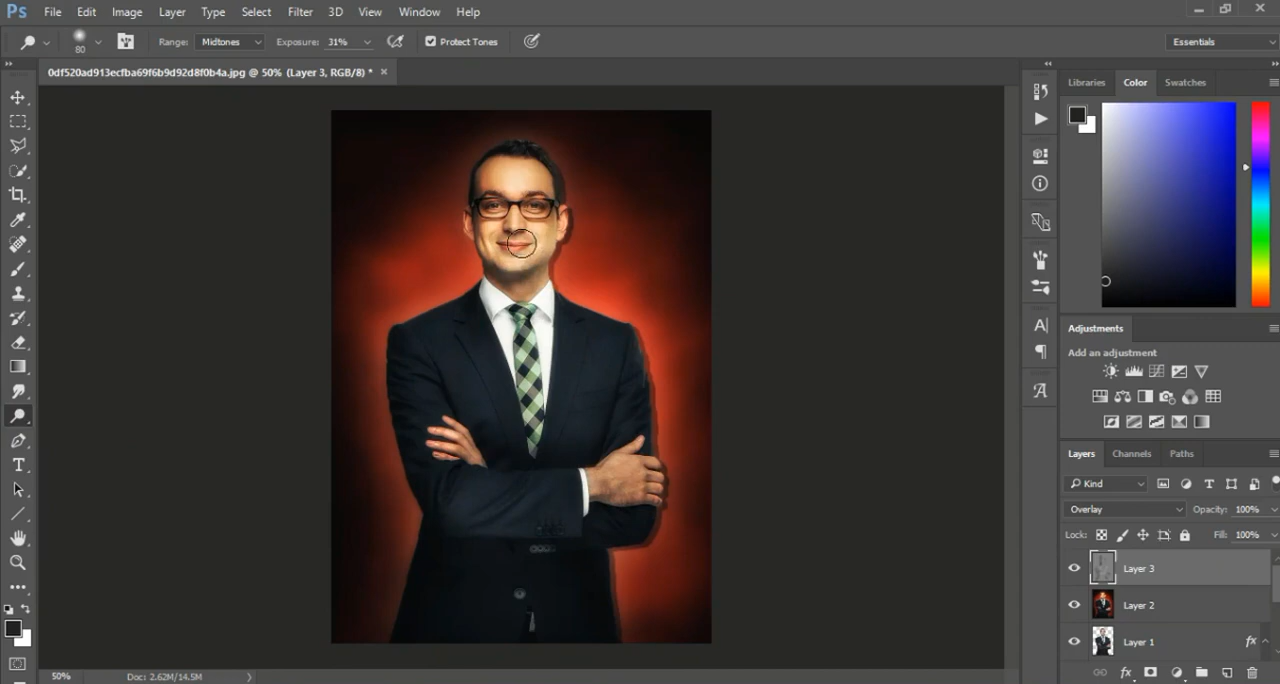 Ps File Edit Image Layer Type Select Filter 3D View Window Help
80 Range: Midtones Exposure: 31% Protect Tones Essentials
0df520ad913ecfba69f6b9d92d8f0b4a.jpg @ 50% (Layer 3, RGB/8) * ×
Libraries Color Swatches
Adjustments
Add an adjustment
Layers Channels Paths
Kind
Overlay Opacity: 100%
Lock: Fill: 100%
Layer 3
Layer 2
Layer 1 fx
fx
50% Doc: 2.62M/14.5M